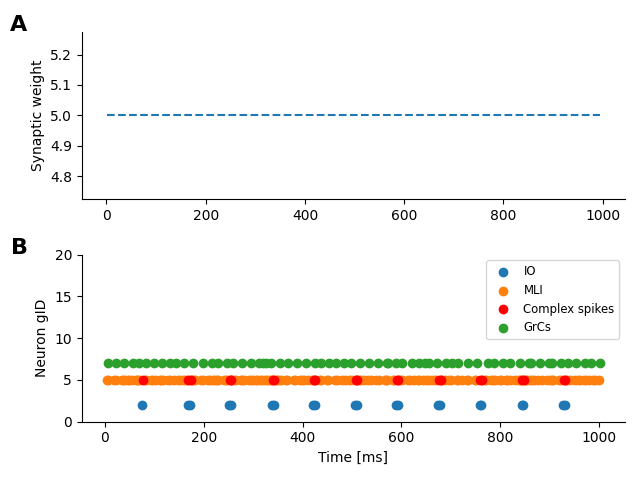 A
Synaptic weight
5.2
5.1
5.0
4.9
4.8
0 200 400 600 800 1000
B
Neuron gID
20
15
10
5
0
IO
MLI
Complex spikes
GrCs
0 200 400 600 800 1000
Time [ms]